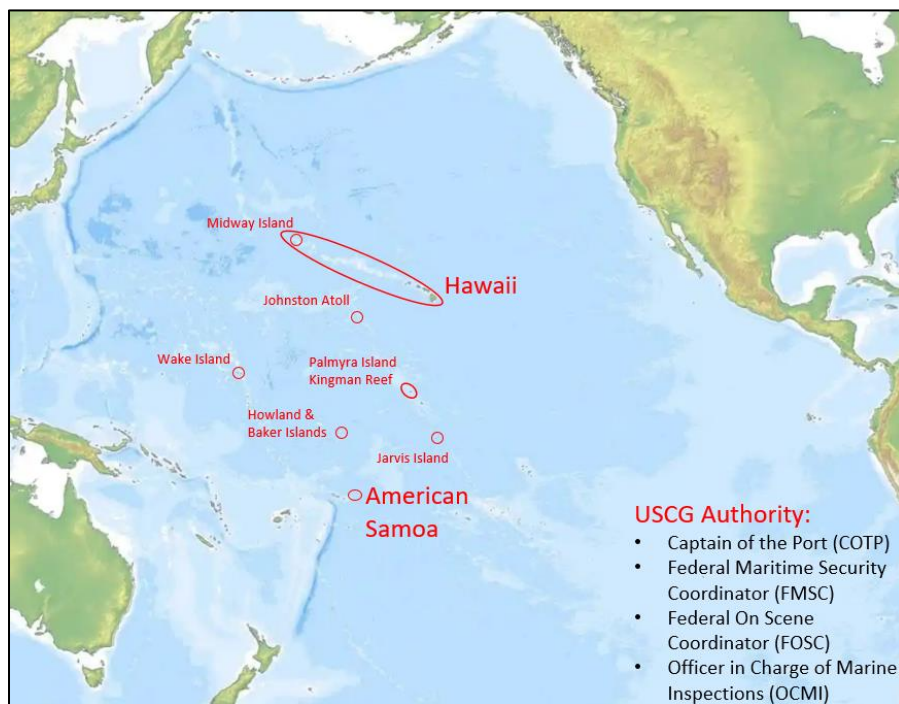 Midway Island
Hawaii
Johnston Atoll
Wake Island
Palmyra Island
Kingman Reef
Howland &
Baker Islands
Jarvis Island
American
Samoa
USCG Authority:
• Captain of the Port (COTP)
• Federal Maritime Security
Coordinator (FMSC)
• Federal On Scene
Coordinator (FOSC)
• Officer in Charge of Marine
Inspections (OCMI)